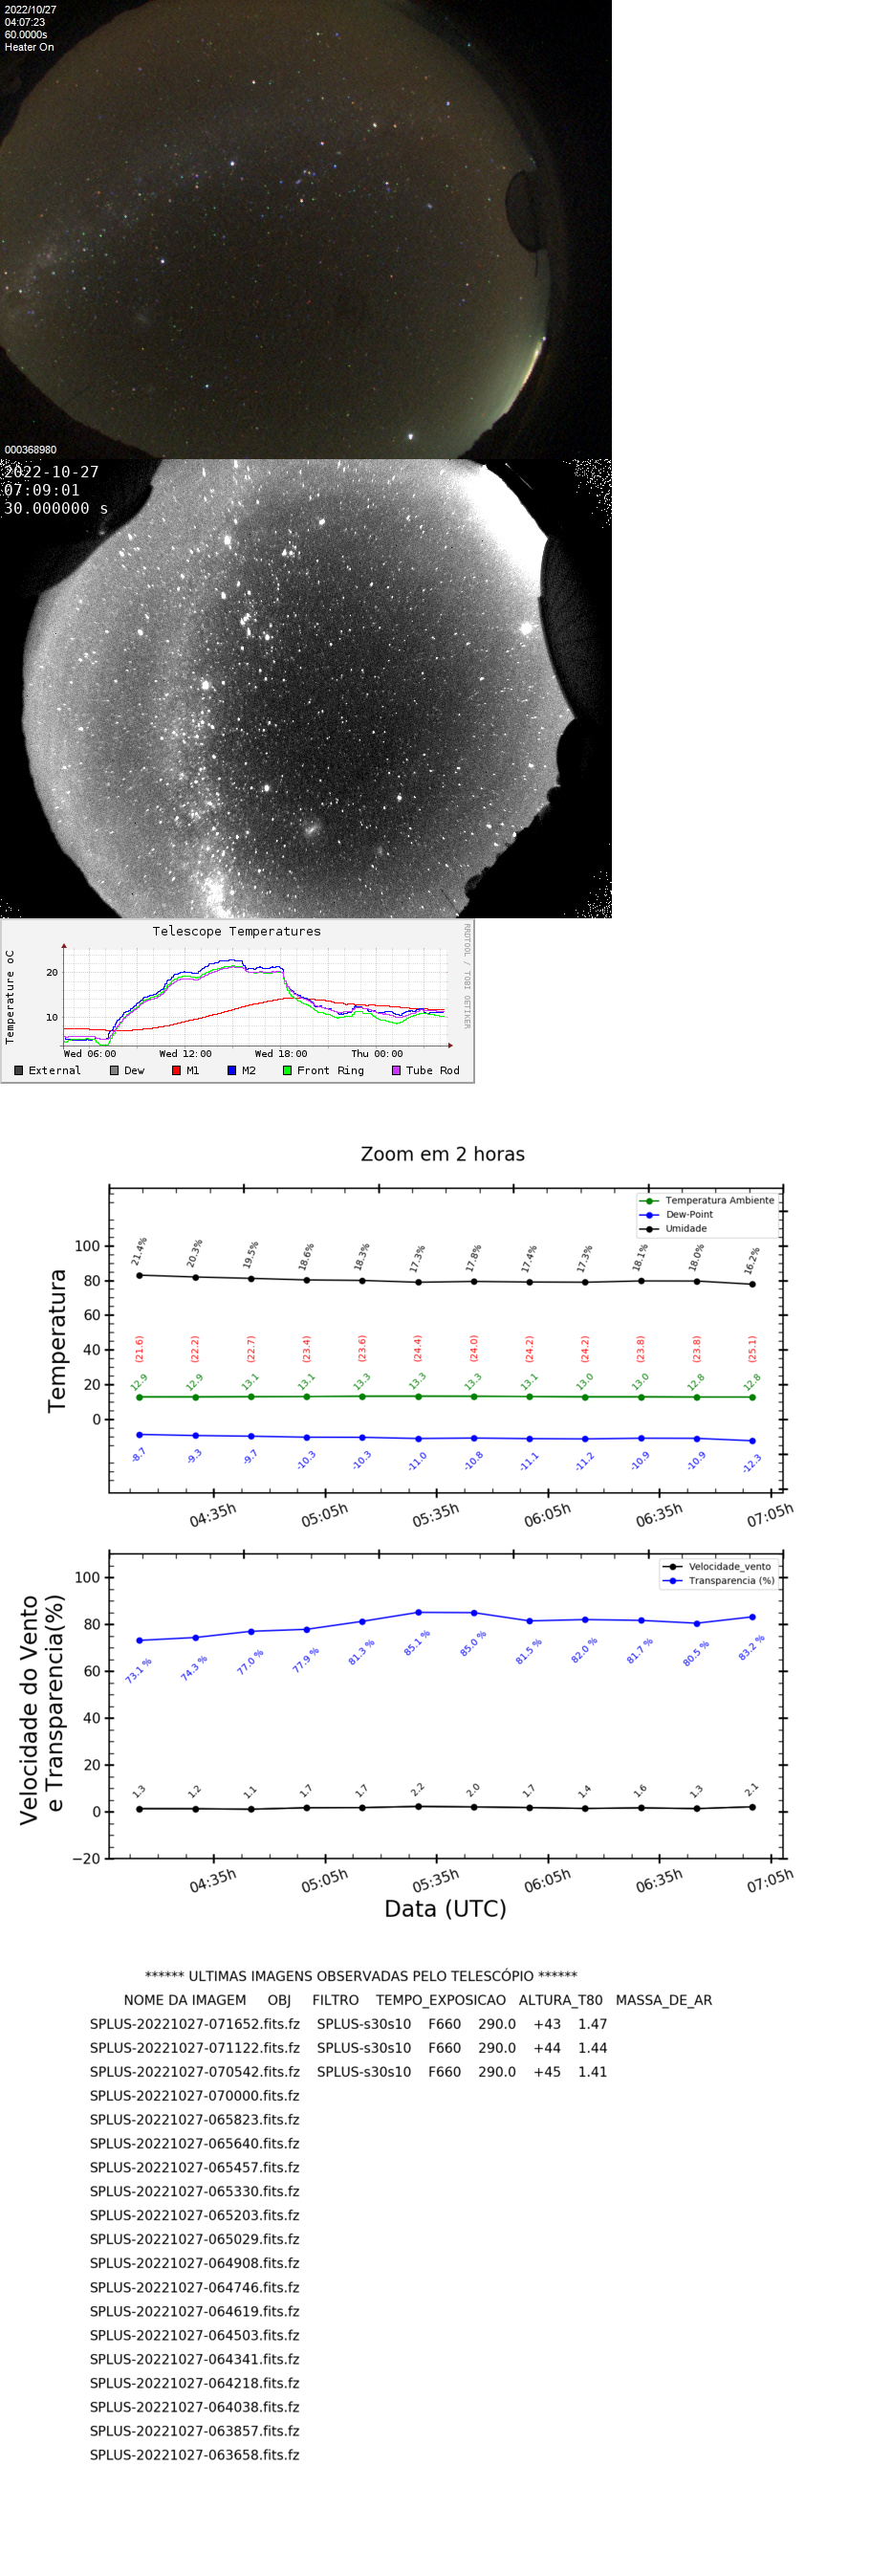 2022/10/27
04:07:23
60.0000s
Heater On
000368980
2022-10-27
07:09:01
30.000000 s
Telescope Temperatures
RRDTOOL / TOBI OETIKER
Temperature oC
20
10
Wed 06:00 Wed 12:00 Wed 18:00 Thu 00:00
External Dew M1 M2 Front Ring Tube Rod
Zoom em 2 horas
Temperatura Ambiente
Dew-Point
Umidade
Temperatura
100
80
60
40
20
0
21.4% 20.3% 19.5% 18.6% 18.3% 17.3% 17.8% 17.4% 17.3% 18.1% 18.0% 16.2%
(21.6) (22.2) (22.7) (23.4) (23.6) (24.4) (24.0) (24.2) (24.2) (23.8) (23.8) (25.1)
12.9 12.9 13.1 13.1 13.3 13.3 13.3 13.1 13.0 13.0 12.8 12.8
-8.7 -9.3 -9.7 -10.3 -10.3 -11.0 -10.8 -11.1 -11.2 -10.9 -10.9 -12.3
04:35h 05:05h 05:35h 06:05h 06:35h 07:05h
Velocidade_vento
Transparencia (%)
Velocidade do Vento
e Transparencia(%)
100
80
60
40
20
0
−20
73.1 % 74.3 % 77.0 % 77.9 % 81.3 % 85.1 % 85.0 % 81.5 % 82.0 % 81.7 % 80.5 % 83.2 %
1.3 1.2 1.1 1.7 1.7 2.2 2.0 1.7 1.4 1.6 1.3 2.1
04:35h 05:05h 05:35h 06:05h 06:35h 07:05h
Data (UTC)
****** ULTIMAS IMAGENS OBSERVADAS PELO TELESCÓPIO ******
NOME DA IMAGEM OBJ FILTRO TEMPO_EXPOSICAO ALTURA_T80 MASSA_DE_AR
SPLUS-20221027-071652.fits.fz SPLUS-s30s10 F660 290.0 +43 1.47
SPLUS-20221027-071122.fits.fz SPLUS-s30s10 F660 290.0 +44 1.44
SPLUS-20221027-070542.fits.fz SPLUS-s30s10 F660 290.0 +45 1.41
SPLUS-20221027-070000.fits.fz
SPLUS-20221027-065823.fits.fz
SPLUS-20221027-065640.fits.fz
SPLUS-20221027-065457.fits.fz
SPLUS-20221027-065330.fits.fz
SPLUS-20221027-065203.fits.fz
SPLUS-20221027-065029.fits.fz
SPLUS-20221027-064908.fits.fz
SPLUS-20221027-064746.fits.fz
SPLUS-20221027-064619.fits.fz
SPLUS-20221027-064503.fits.fz
SPLUS-20221027-064341.fits.fz
SPLUS-20221027-064218.fits.fz
SPLUS-20221027-064038.fits.fz
SPLUS-20221027-063857.fits.fz
SPLUS-20221027-063658.fits.fz